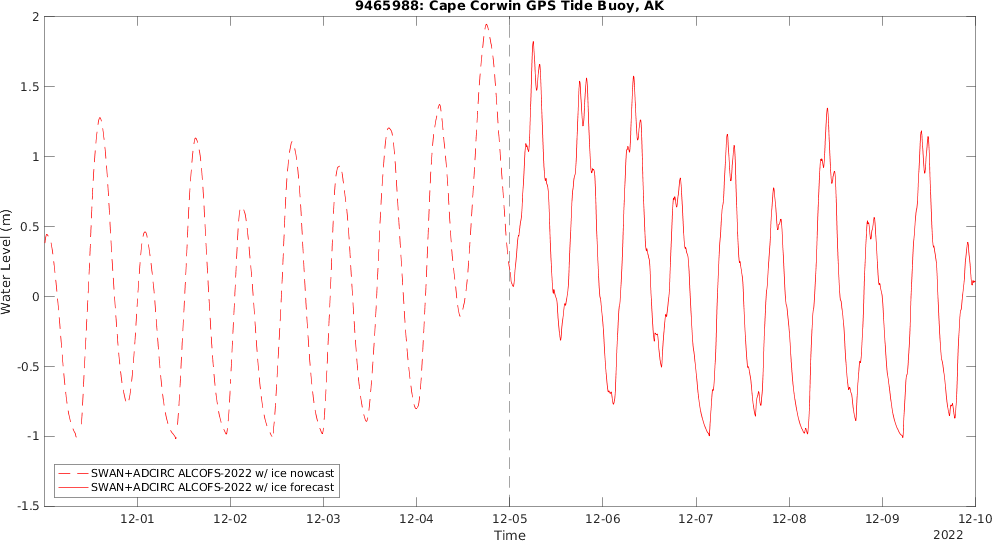 9465988: Cape Corwin GPS Tide Buoy, AK
2
1.5
1
0.5
0
-0.5
-1
-1.5
Water Level (m)
SWAN+ADCIRC ALCOFS-2022 w/ ice nowcast
SWAN+ADCIRC ALCOFS-2022 w/ ice forecast
12-01 12-02 12-03 12-04 12-05 12-06 12-07 12-08 12-09 12-10
Time
2022